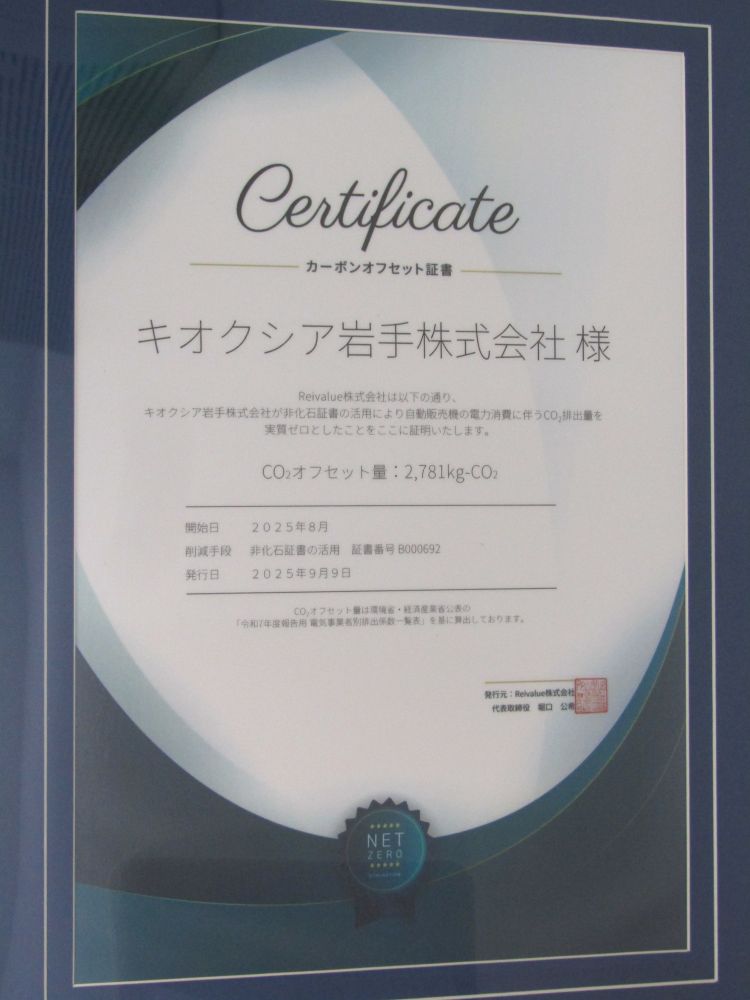 Certificate
カーボンオフセット証書
キオクシア岩手株式会社 様
Reivalue株式会社は以下の通り、
キオクシア岩手株式会社が非化石証書の活用により自動販売機の電力消費に伴うCO₂排出量を
実質ゼロとしたことをここに証明いたします。
CO₂オフセット量：2,781kg-CO₂
開始日 2025年8月
削減手段 非化石証書の活用 証書番号 B000692
発行日 2025年9月9日
CO₂オフセット量は環境省・経済産業省公表の
「令和7年度報告用 電気事業者別排出係数一覧表」を基に算出しております。
発行元：Reivalue株式会社
代表取締役 堀口 公希
NET
ZERO